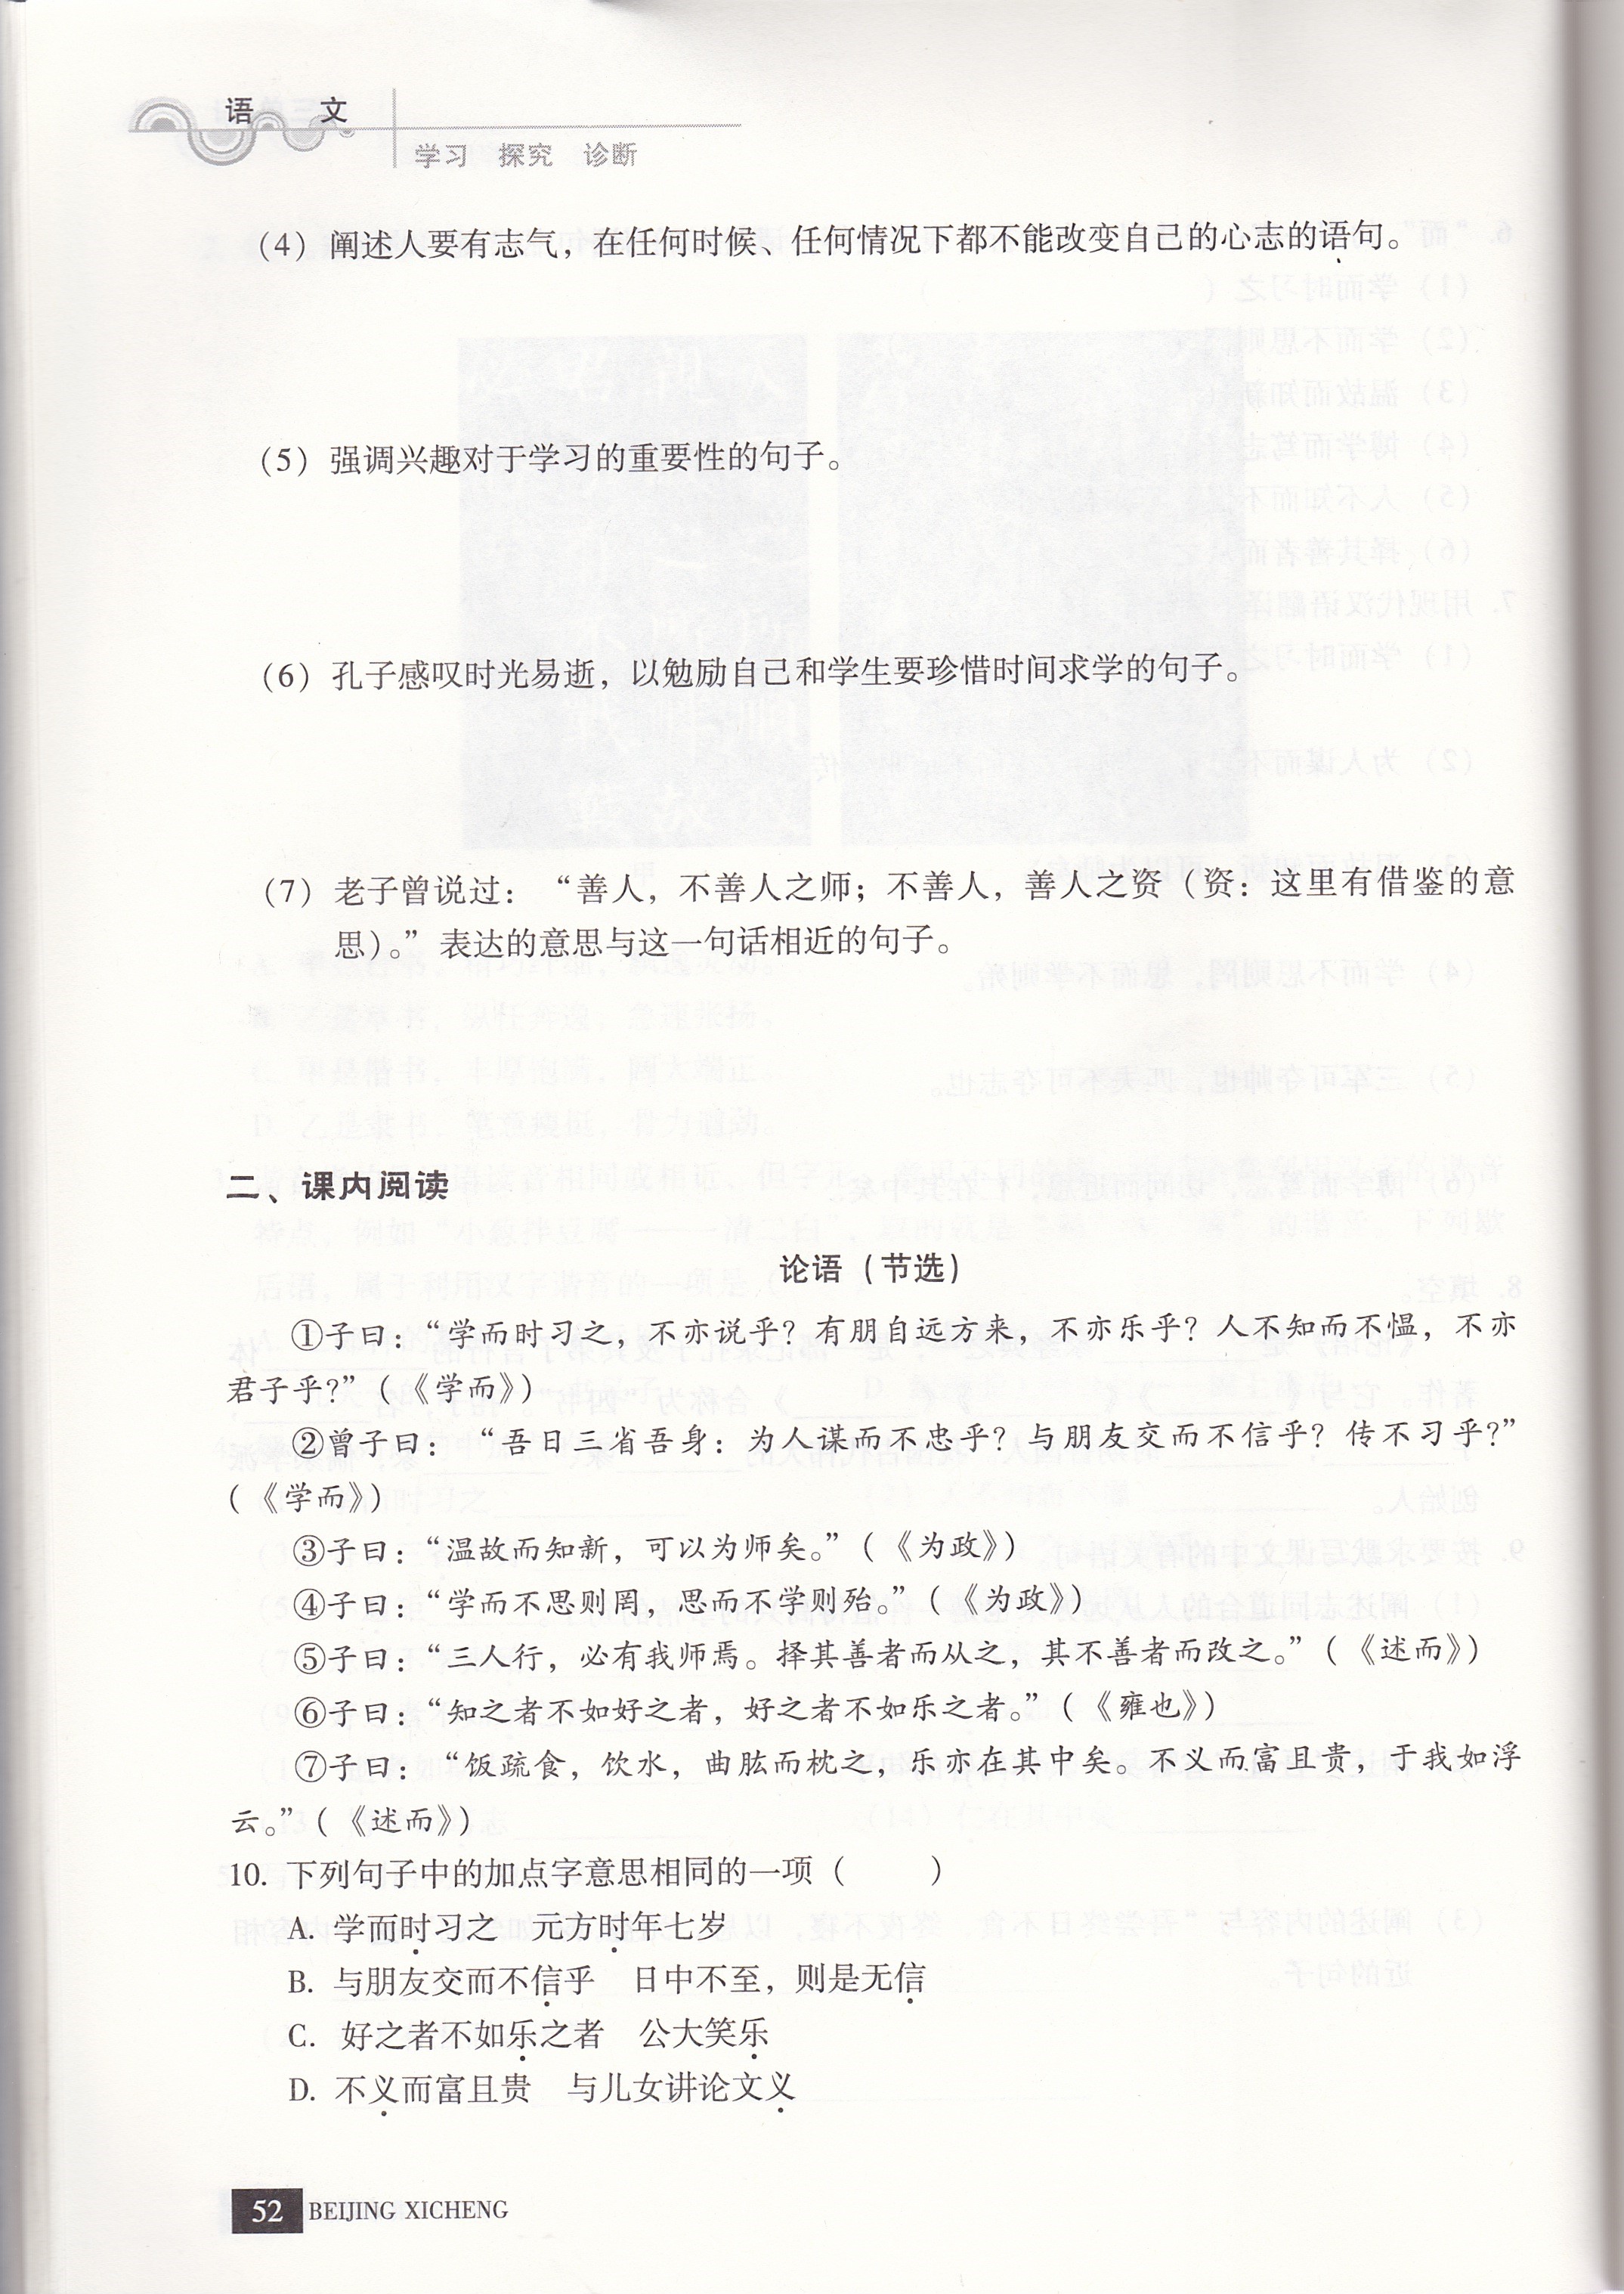 语 文
学习 探究 诊断
(4) 阐述人要有志气，在任何时候、任何情况下都不能改变自己的心志的语句。
(5) 强调兴趣对于学习的重要性的句子。
(6) 孔子感叹时光易逝，以勉励自己和学生要珍惜时间求学的句子。
(7) 老子曾说过：“善人，不善人之师；不善人，善人之资（资：这里有借鉴的意
思）。”表达的意思与这一句话相近的句子。
二、课内阅读
论语（节选）
①子曰：“学而时习之，不亦说乎？有朋自远方来，不亦乐乎？人不知而不愠，不亦
君子乎？”（《学而》）
②曾子曰：“吾日三省吾身：为人谋而不忠乎？与朋友交而不信乎？传不习乎？”
（《学而》）
③子曰：“温故而知新，可以为师矣。”（《为政》）
④子曰：“学而不思则罔，思而不学则殆。”（《为政》）
⑤子曰：“三人行，必有我师焉。择其善者而从之，其不善者而改之。”（《述而》）
⑥子曰：“知之者不如好之者，好之者不如乐之者。”（《雍也》）
⑦子曰：“饭疏食，饮水，曲肱而枕之，乐亦在其中矣。不义而富且贵，于我如浮
云。”（《述而》）
10. 下列句子中的加点字意思相同的一项（　　）
A. 学而时习之　元方时年七岁
B. 与朋友交而不信乎　日中不至，则是无信
C. 好之者不如乐之者　公大笑乐
D. 不义而富且贵　与儿女讲论文义
52 BEIJING XICHENG